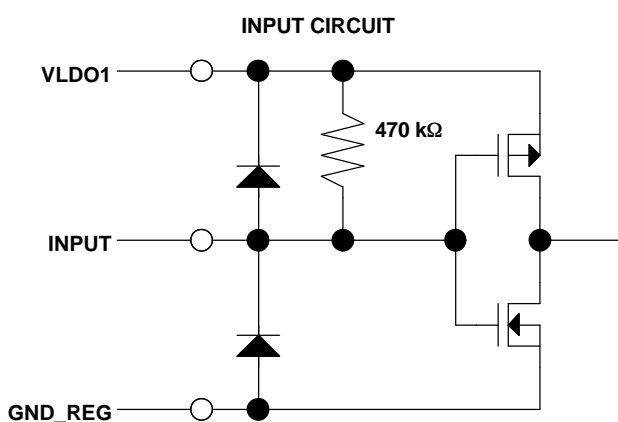 INPUT CIRCUIT
VLDO1
470 kΩ
INPUT
GND_REG